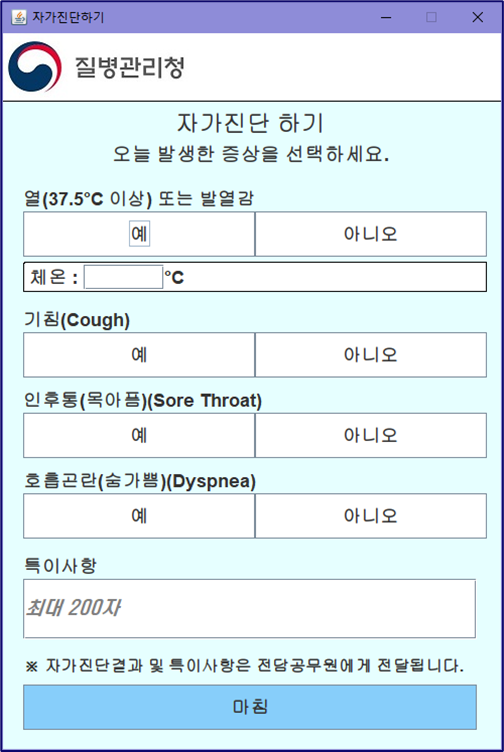 자가진단하기
질병관리청
자가진단 하기
오늘 발생한 증상을 선택하세요.
열(37.5°C 이상) 또는 발열감
예 아니오
체온 : °C
기침(Cough)
예 아니오
인후통(목아픔)(Sore Throat)
예 아니오
호흡곤란(숨가쁨)(Dyspnea)
예 아니오
특이사항
최대 200자
※ 자가진단결과 및 특이사항은 전담공무원에게 전달됩니다.
마침